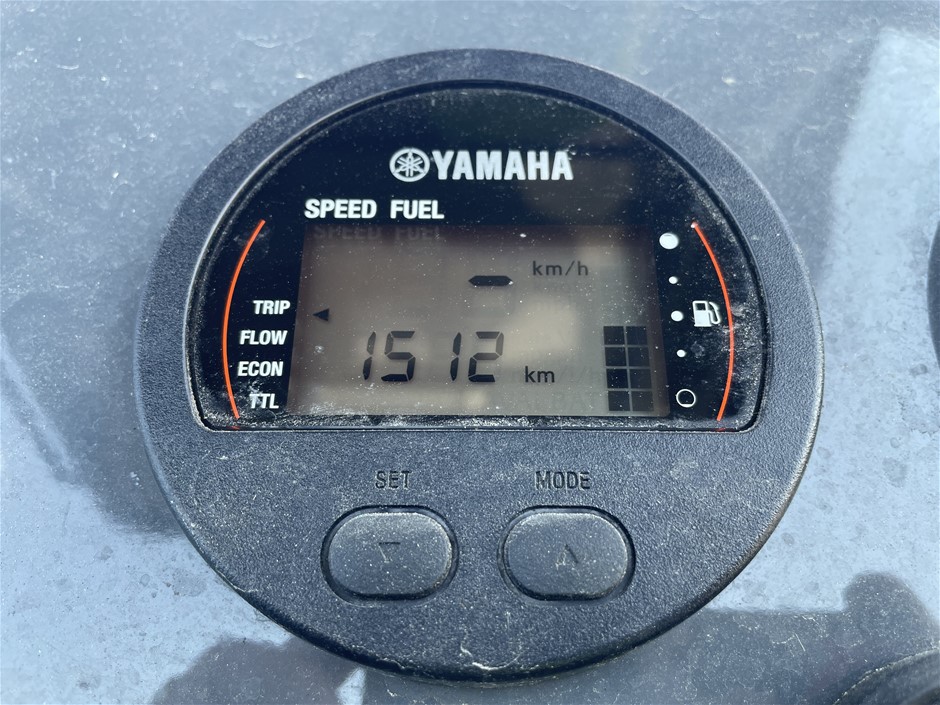 YAMAHA
SPEED FUEL
- km/h
TRIP
FLOW
ECON
TTL
1512 km
SET
MODE